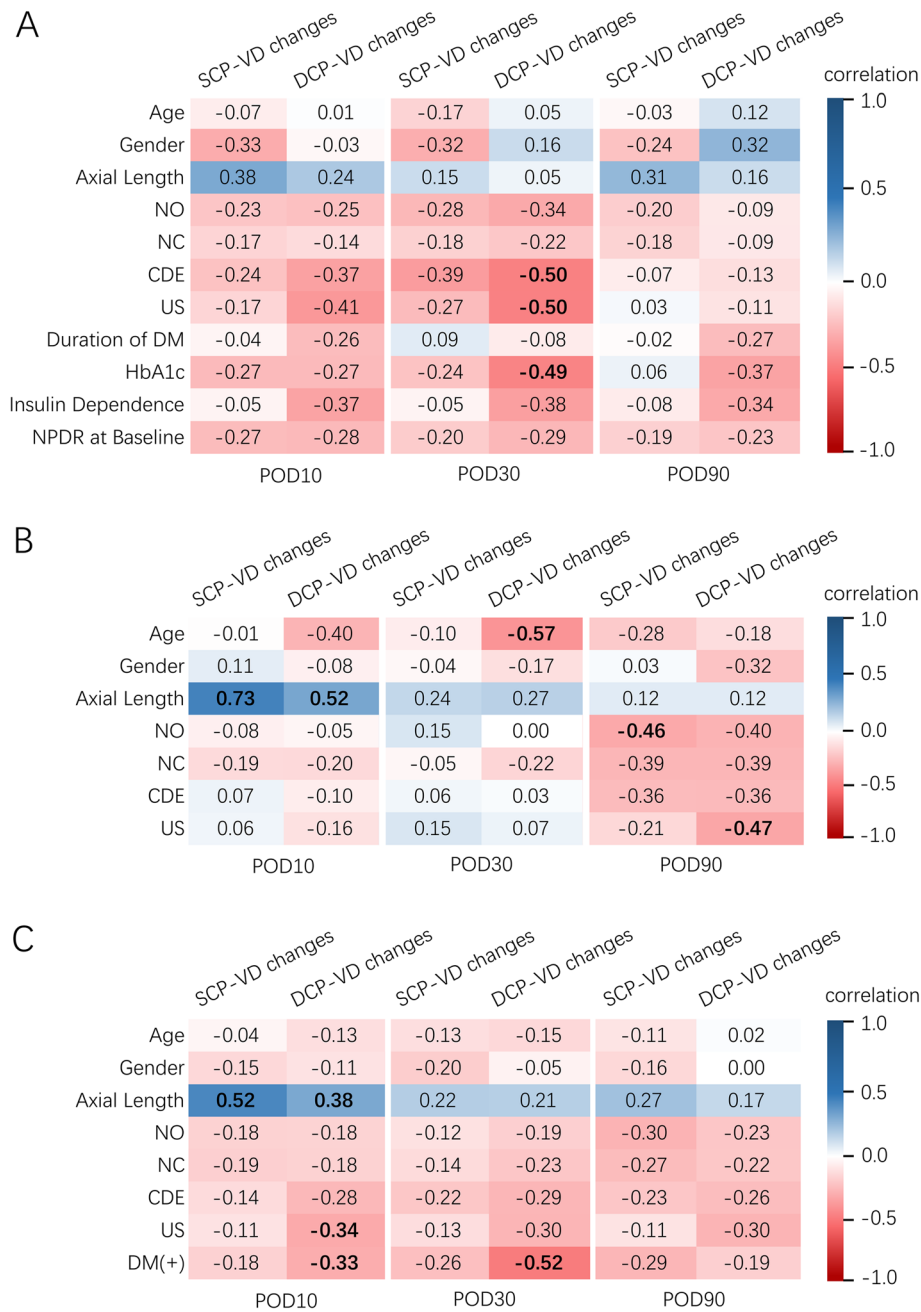 A
SCP-VD changes DCP-VD changes SCP-VD changes DCP-VD changes SCP-VD changes DCP-VD changes
correlation
Age -0.07 0.01 -0.17 0.05 -0.03 0.12
Gender -0.33 -0.03 -0.32 0.16 -0.24 0.32
Axial Length 0.38 0.24 0.15 0.05 0.31 0.16
NO -0.23 -0.25 -0.28 -0.34 -0.20 -0.09
NC -0.17 -0.14 -0.18 -0.22 -0.18 -0.09
CDE -0.24 -0.37 -0.39 -0.50 -0.07 -0.13
US -0.17 -0.41 -0.27 -0.50 0.03 -0.11
Duration of DM -0.04 -0.26 0.09 -0.08 -0.02 -0.27
HbA1c -0.27 -0.27 -0.24 -0.49 0.06 -0.37
Insulin Dependence -0.05 -0.37 -0.05 -0.38 -0.08 -0.34
NPDR at Baseline -0.27 -0.28 -0.20 -0.29 -0.19 -0.23
POD10 POD30 POD90
1.0
0.5
0.0
-0.5
-1.0
B
SCP-VD changes DCP-VD changes SCP-VD changes DCP-VD changes SCP-VD changes DCP-VD changes
correlation
Age -0.01 -0.40 -0.10 -0.57 -0.28 -0.18
Gender 0.11 -0.08 -0.04 -0.17 0.03 -0.32
Axial Length 0.73 0.52 0.24 0.27 0.12 0.12
NO -0.08 -0.05 0.15 0.00 -0.46 -0.40
NC -0.19 -0.20 -0.05 -0.22 -0.39 -0.39
CDE 0.07 -0.10 0.06 0.03 -0.36 -0.36
US 0.06 -0.16 0.15 0.07 -0.21 -0.47
POD10 POD30 POD90
1.0
0.5
-0.0
-0.5
-1.0
C
SCP-VD changes DCP-VD changes SCP-VD changes DCP-VD changes SCP-VD changes DCP-VD changes
correlation
Age -0.04 -0.13 -0.13 -0.15 -0.11 0.02
Gender -0.15 -0.11 -0.20 -0.05 -0.16 0.00
Axial Length 0.52 0.38 0.22 0.21 0.27 0.17
NO -0.18 -0.18 -0.12 -0.19 -0.30 -0.23
NC -0.19 -0.18 -0.14 -0.23 -0.27 -0.22
CDE -0.14 -0.28 -0.22 -0.29 -0.23 -0.26
US -0.11 -0.34 -0.13 -0.30 -0.11 -0.30
DM(+) -0.18 -0.33 -0.26 -0.52 -0.29 -0.19
POD10 POD30 POD90
1.0
0.5
0.0
-0.5
-1.0